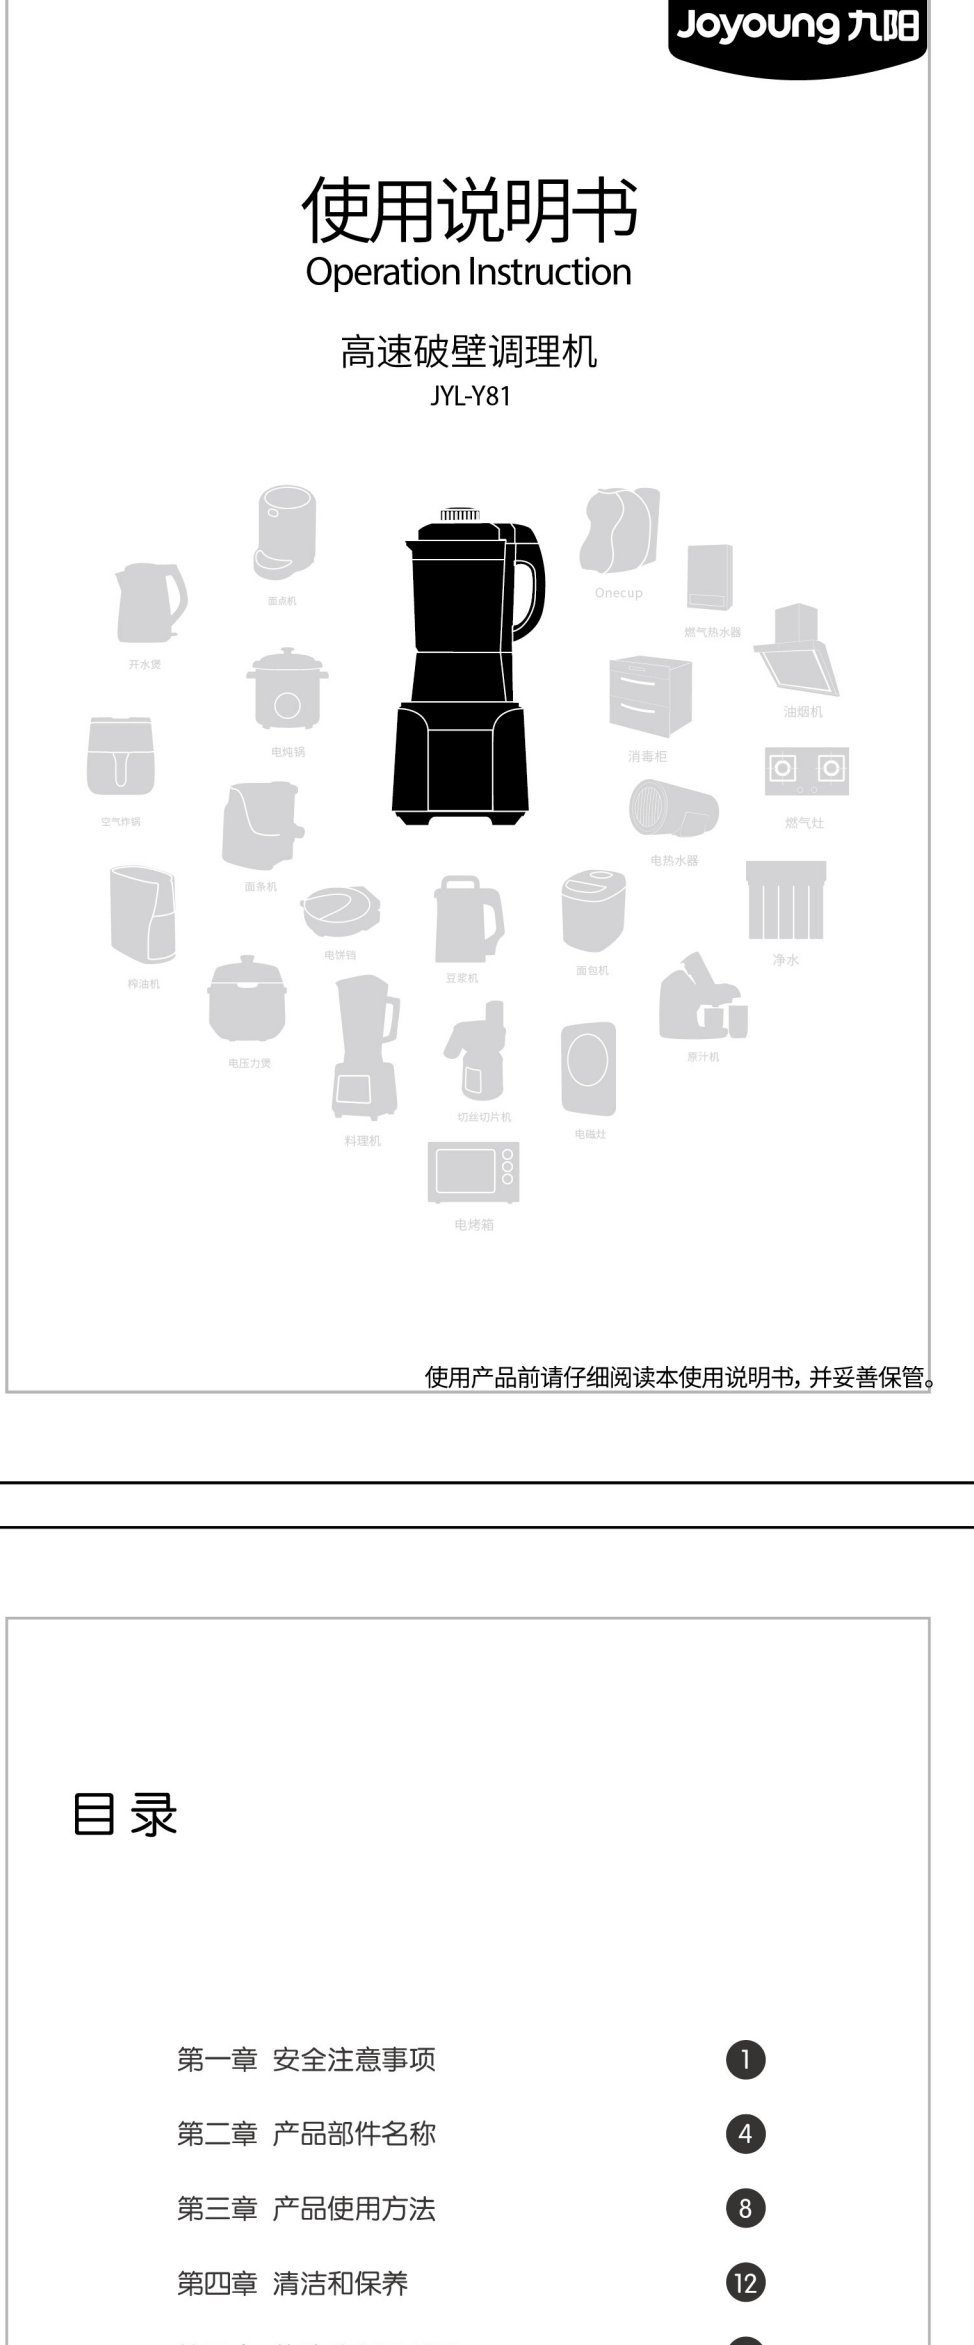 Joyoung 九阳
使用说明书
Operation Instruction
高速破壁调理机
JYL-Y81
面点机
Onecup
燃气热水器
开水煲
油烟机
电炖锅
消毒柜
空气炸锅
燃气灶
电热水器
面条机
电饼铛
净水
面包机
豆浆机
榨油机
原汁机
电压力煲
切丝切片机
电磁灶
料理机
电烤箱
使用产品前请仔细阅读本使用说明书，并妥善保管。
目录
第一章 安全注意事项 1
第二章 产品部件名称 4
第三章 产品使用方法 8
第四章 清洁和保养 12